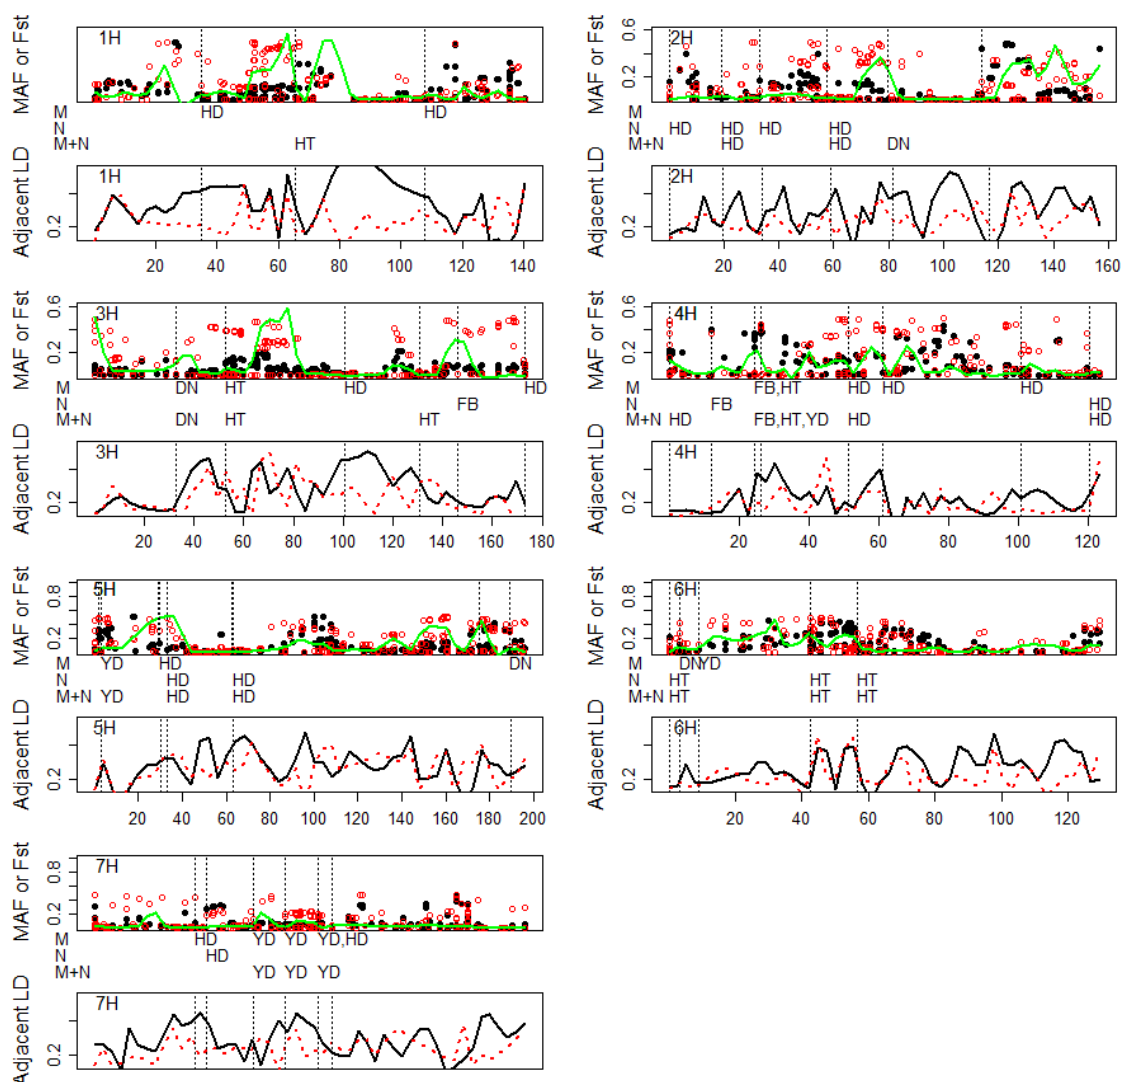 MAF or Fst
1H
M HD HD
N
M+N HT
Adjacent LD
0.2
1H
20 40 60 80 100 120 140
MAF or Fst
0.2 0.6
2H
M
N HD HD HD HD
M+N HD HD DN
Adjacent LD
0.2
2H
20 40 60 80 100 120 140 160
MAF or Fst
0.2 0.6
3H
M DN HT HD HD
N FB
M+N DN HT HT
Adjacent LD
0.2
3H
20 40 60 80 100 120 140 160 180
MAF or Fst
0.2 0.6
4H
M FB,HT HD HD HD
N FB HD
M+N HD FB,HT,YD HD HD
Adjacent LD
0.2
4H
20 40 60 80 100 120
MAF or Fst
0.2 0.8
5H
M YD HD DN
N HD HD
M+N YD HD HD
Adjacent LD
0.2
5H
20 40 60 80 100 120 140 160 180 200
MAF or Fst
0.2 0.8
6H
M DN YD
N HT HT HT
M+N HT HT HT
Adjacent LD
0.2
6H
20 40 60 80 100 120
MAF or Fst
0.2 0.8
7H
M HD YD YD YD,HD
N HD
M+N YD YD YD
Adjacent LD
0.2
7H